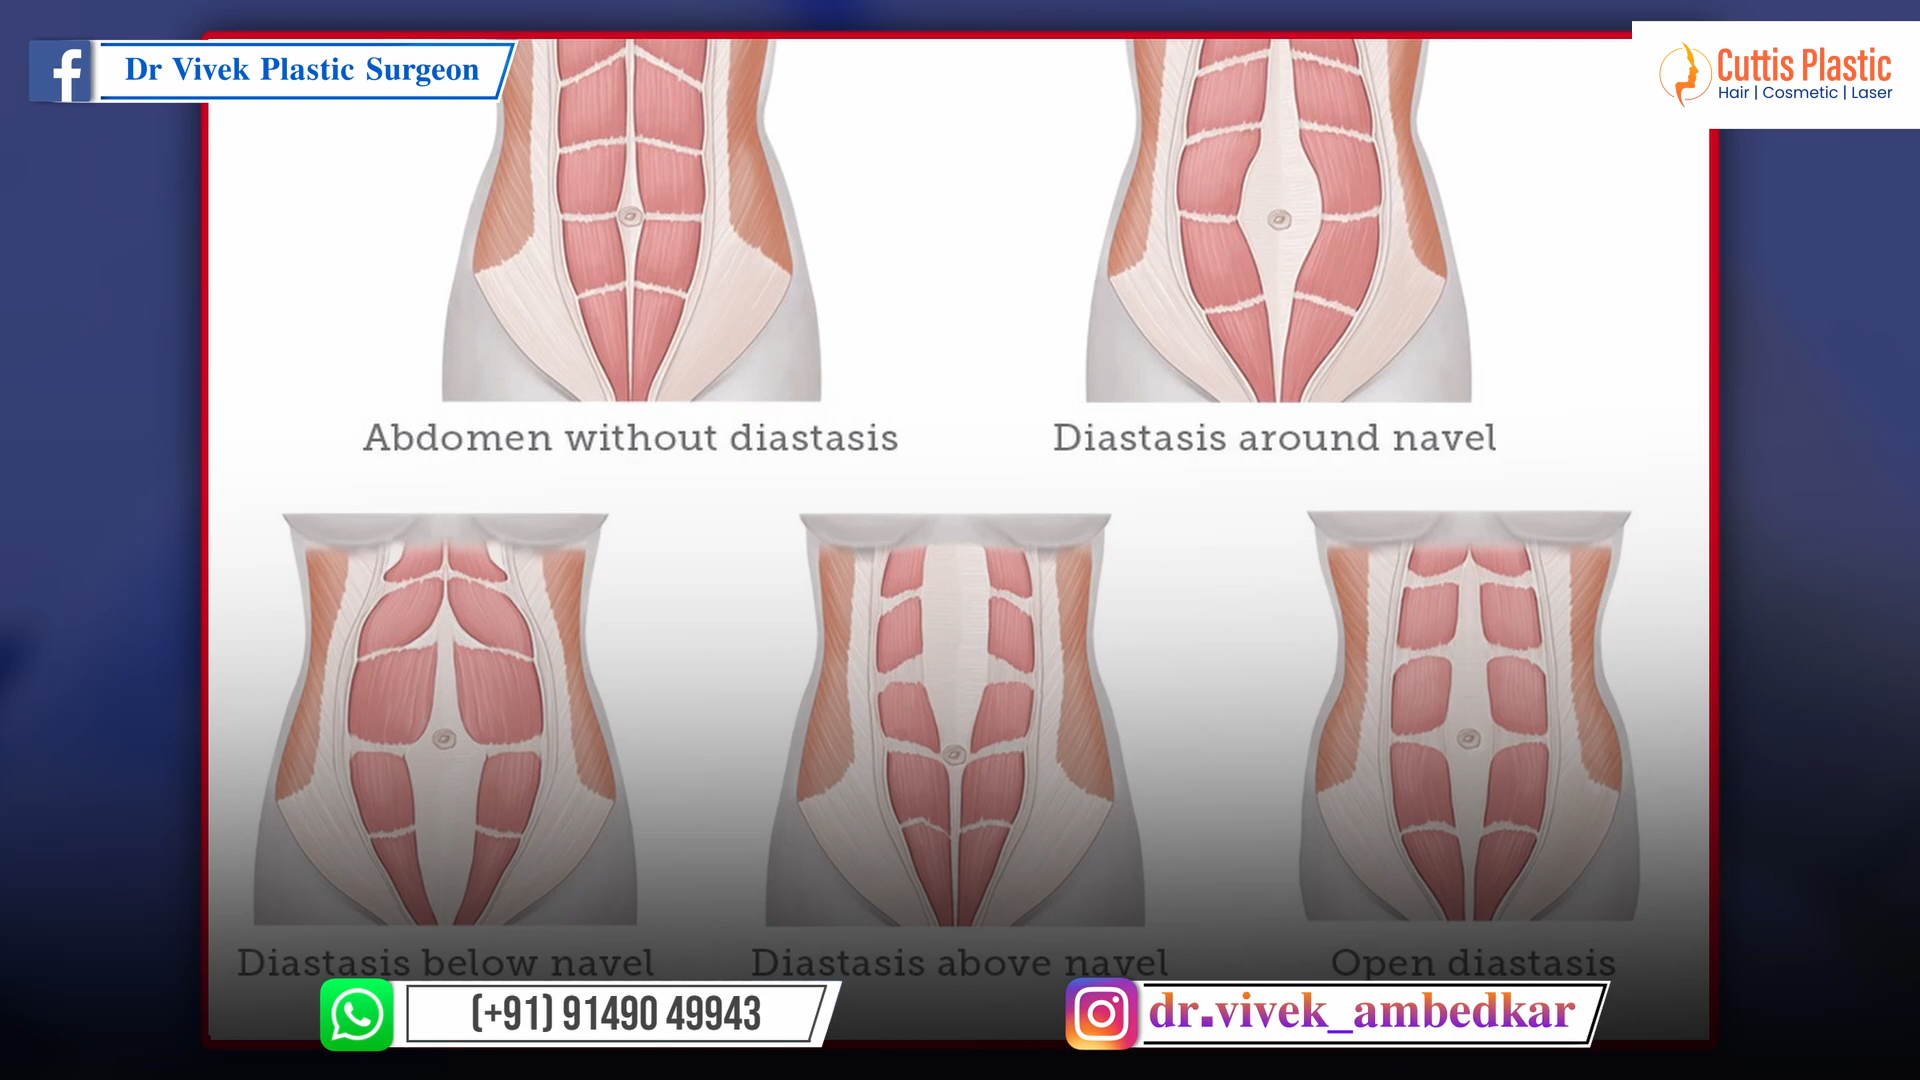 Dr Vivek Plastic Surgeon
Cuttis Plastic
Hair | Cosmetic | Laser
Abdomen without diastasis
Diastasis around navel
Diastasis below navel
Diastasis above navel
Open diastasis
(+91) 91490 49943
dr.vivek_ambedkar